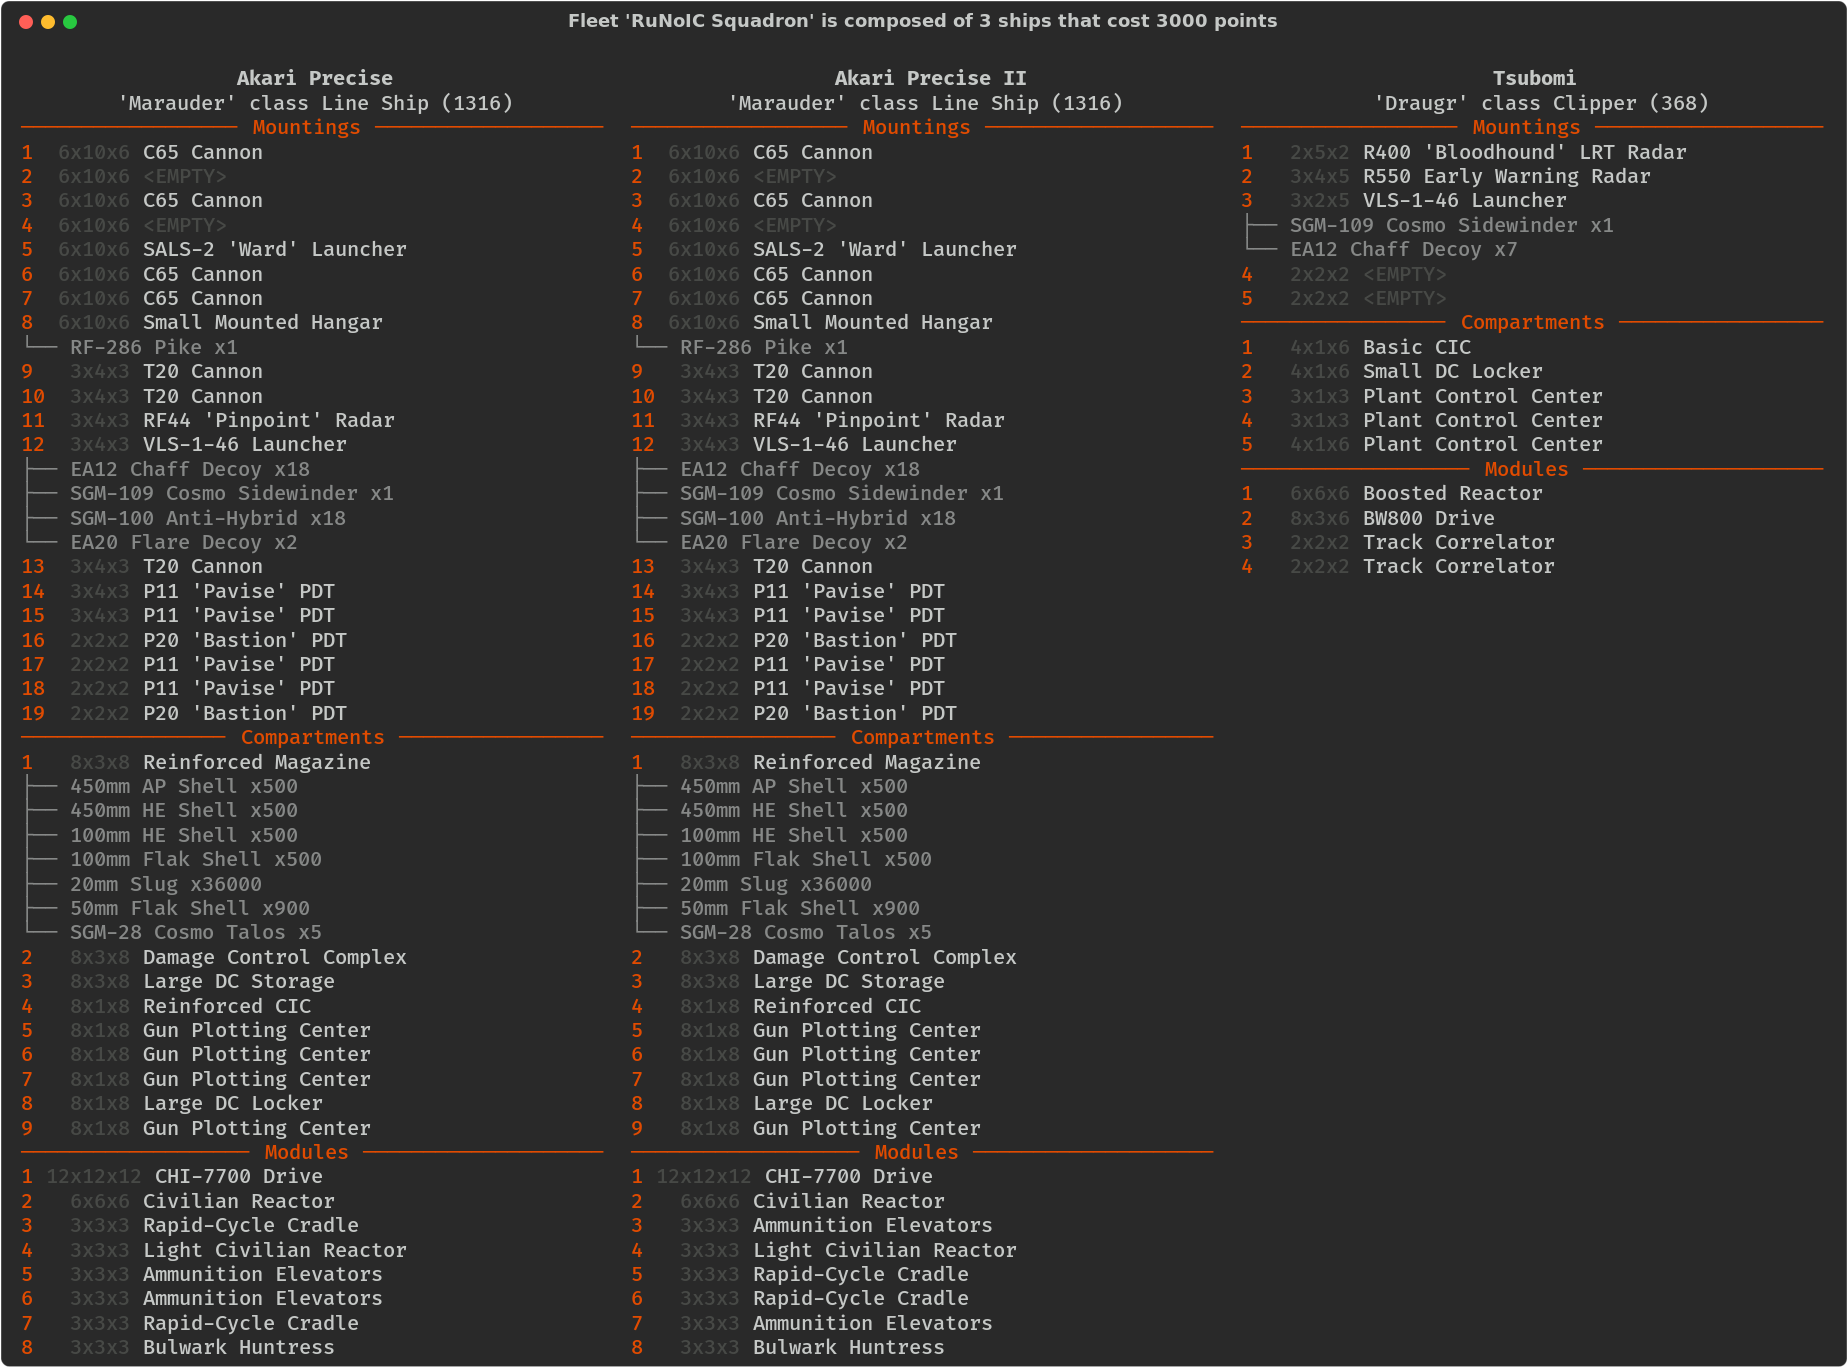 Fleet 'RuNoIC Squadron' is composed of 3 ships that cost 3000 points
Akari Precise
'Marauder' class Line Ship (1316)
Mountings
1 6x10x6 C65 Cannon
2 6x10x6 <EMPTY>
3 6x10x6 C65 Cannon
4 6x10x6 <EMPTY>
5 6x10x6 SALS-2 'Ward' Launcher
6 6x10x6 C65 Cannon
7 6x10x6 C65 Cannon
8 6x10x6 Small Mounted Hangar
└── RF-286 Pike x1
9 3x4x3 T20 Cannon
10 3x4x3 T20 Cannon
11 3x4x3 RF44 'Pinpoint' Radar
12 3x4x3 VLS-1-46 Launcher
├── EA12 Chaff Decoy x18
├── SGM-109 Cosmo Sidewinder x1
├── SGM-100 Anti-Hybrid x18
└── EA20 Flare Decoy x2
13 3x4x3 T20 Cannon
14 3x4x3 P11 'Pavise' PDT
15 3x4x3 P11 'Pavise' PDT
16 2x2x2 P20 'Bastion' PDT
17 2x2x2 P11 'Pavise' PDT
18 2x2x2 P11 'Pavise' PDT
19 2x2x2 P20 'Bastion' PDT
Compartments
1 8x3x8 Reinforced Magazine
├── 450mm AP Shell x500
├── 450mm HE Shell x500
├── 100mm HE Shell x500
├── 100mm Flak Shell x500
├── 20mm Slug x36000
├── 50mm Flak Shell x900
└── SGM-28 Cosmo Talos x5
2 8x3x8 Damage Control Complex
3 8x3x8 Large DC Storage
4 8x1x8 Reinforced CIC
5 8x1x8 Gun Plotting Center
6 8x1x8 Gun Plotting Center
7 8x1x8 Gun Plotting Center
8 8x1x8 Large DC Locker
9 8x1x8 Gun Plotting Center
Modules
1 12x12x12 CHI-7700 Drive
2 6x6x6 Civilian Reactor
3 3x3x3 Rapid-Cycle Cradle
4 3x3x3 Light Civilian Reactor
5 3x3x3 Ammunition Elevators
6 3x3x3 Ammunition Elevators
7 3x3x3 Rapid-Cycle Cradle
8 3x3x3 Bulwark Huntress
Akari Precise II
'Marauder' class Line Ship (1316)
Mountings
1 6x10x6 C65 Cannon
2 6x10x6 <EMPTY>
3 6x10x6 C65 Cannon
4 6x10x6 <EMPTY>
5 6x10x6 SALS-2 'Ward' Launcher
6 6x10x6 C65 Cannon
7 6x10x6 C65 Cannon
8 6x10x6 Small Mounted Hangar
└── RF-286 Pike x1
9 3x4x3 T20 Cannon
10 3x4x3 T20 Cannon
11 3x4x3 RF44 'Pinpoint' Radar
12 3x4x3 VLS-1-46 Launcher
├── EA12 Chaff Decoy x18
├── SGM-109 Cosmo Sidewinder x1
├── SGM-100 Anti-Hybrid x18
└── EA20 Flare Decoy x2
13 3x4x3 T20 Cannon
14 3x4x3 P11 'Pavise' PDT
15 3x4x3 P11 'Pavise' PDT
16 2x2x2 P20 'Bastion' PDT
17 2x2x2 P11 'Pavise' PDT
18 2x2x2 P11 'Pavise' PDT
19 2x2x2 P20 'Bastion' PDT
Compartments
1 8x3x8 Reinforced Magazine
├── 450mm AP Shell x500
├── 450mm HE Shell x500
├── 100mm HE Shell x500
├── 100mm Flak Shell x500
├── 20mm Slug x36000
├── 50mm Flak Shell x900
└── SGM-28 Cosmo Talos x5
2 8x3x8 Damage Control Complex
3 8x3x8 Large DC Storage
4 8x1x8 Reinforced CIC
5 8x1x8 Gun Plotting Center
6 8x1x8 Gun Plotting Center
7 8x1x8 Gun Plotting Center
8 8x1x8 Large DC Locker
9 8x1x8 Gun Plotting Center
Modules
1 12x12x12 CHI-7700 Drive
2 6x6x6 Civilian Reactor
3 3x3x3 Ammunition Elevators
4 3x3x3 Light Civilian Reactor
5 3x3x3 Rapid-Cycle Cradle
6 3x3x3 Rapid-Cycle Cradle
7 3x3x3 Ammunition Elevators
8 3x3x3 Bulwark Huntress
Tsubomi
'Draugr' class Clipper (368)
Mountings
1 2x5x2 R400 'Bloodhound' LRT Radar
2 3x4x5 R550 Early Warning Radar
3 3x2x5 VLS-1-46 Launcher
├── SGM-109 Cosmo Sidewinder x1
└── EA12 Chaff Decoy x7
4 2x2x2 <EMPTY>
5 2x2x2 <EMPTY>
Compartments
1 4x1x6 Basic CIC
2 4x1x6 Small DC Locker
3 3x1x3 Plant Control Center
4 3x1x3 Plant Control Center
5 4x1x6 Plant Control Center
Modules
1 6x6x6 Boosted Reactor
2 8x3x6 BW800 Drive
3 2x2x2 Track Correlator
4 2x2x2 Track Correlator